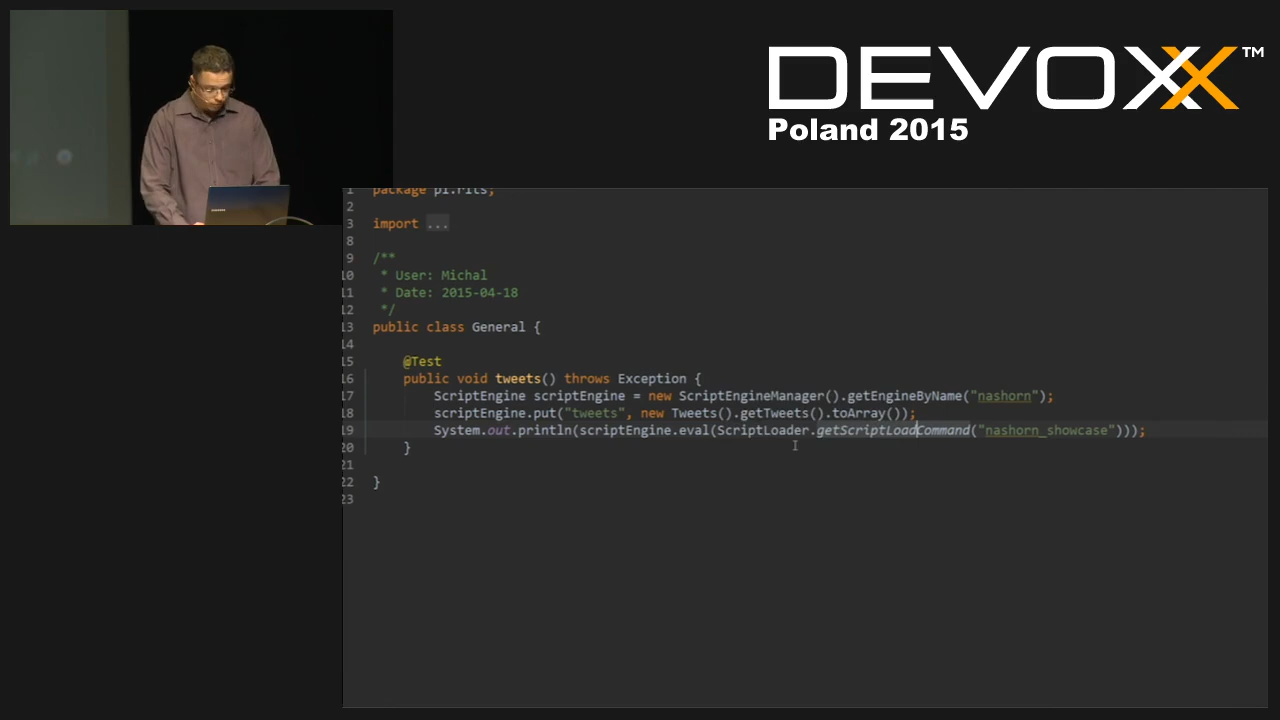 DEVOXX™
Poland 2015
1 package pl.rits;
2
3 import ...
8
9 /**
10 * User: Michal
11 * Date: 2015-04-18
12 */
13 public class General {
14
15 @Test
16 public void tweets() throws Exception {
17 ScriptEngine scriptEngine = new ScriptEngineManager().getEngineByName("nashorn");
18 scriptEngine.put("tweets", new Tweets().getTweets().toArray());
19 System.out.println(scriptEngine.eval(ScriptLoader.getScriptLoadCommand("nashorn_showcase")));
20 }
21
22 }
23